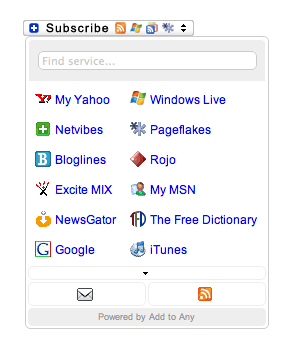 Subscribe
Find service...
My Yahoo Windows Live
Netvibes Pageflakes
Bloglines Rojo
Excite MIX My MSN
NewsGator The Free Dictionary
Google iTunes
Powered by Add to Any